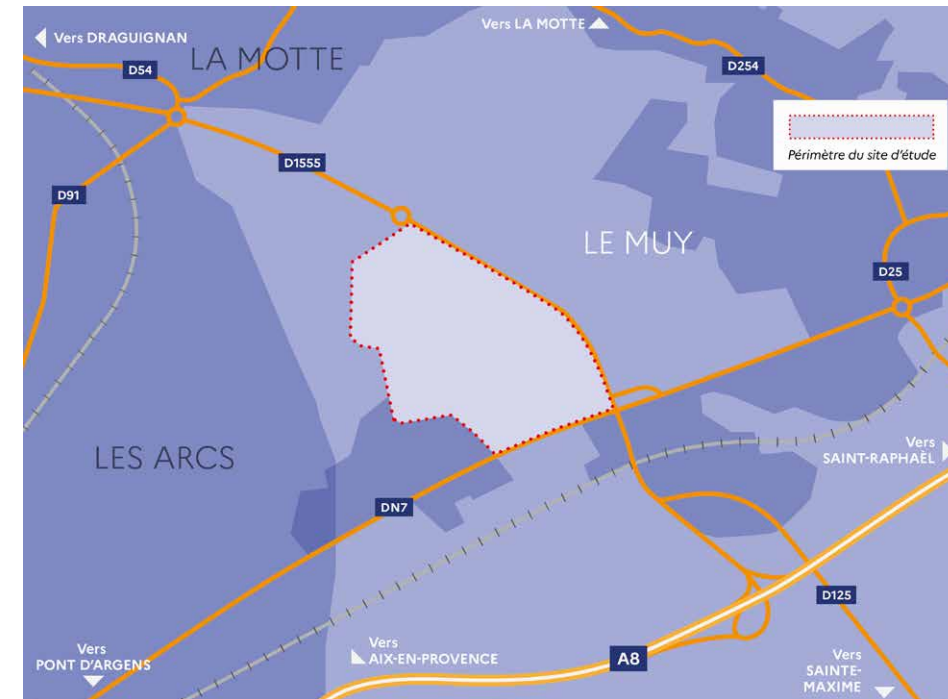 Vers LA MOTTE
Vers DRAGUIGNAN
LA MOTTE
D54
D254
Périmètre du site d'étude
D1555
D91
LE MUY
D25
LES ARCS
Vers
SAINT-RAPHAËL
DN7
D125
Vers
PONT D'ARGENS
Vers
AIX-EN-PROVENCE
A8
Vers
SAINTE-
MAXIME